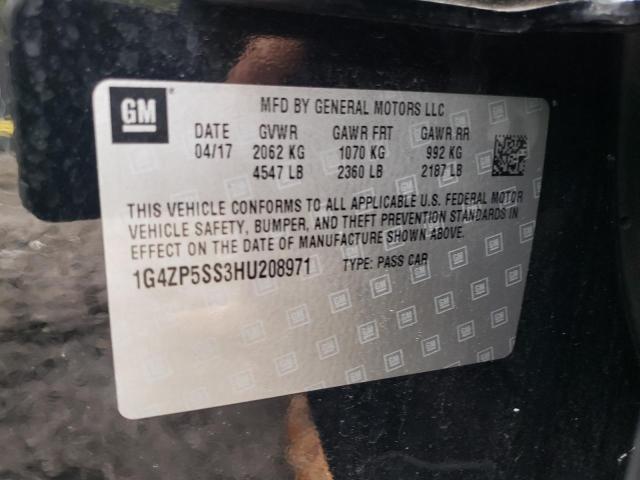 GM MFD BY GENERAL MOTORS LLC
DATE GVWR GAWR FRT GAWR RR
04/17 2062 KG 1070 KG 992 KG
4547 LB 2360 LB 2187 LB
THIS VEHICLE CONFORMS TO ALL APPLICABLE U.S. FEDERAL MOTOR
VEHICLE SAFETY, BUMPER, AND THEFT PREVENTION STANDARDS IN
EFFECT ON THE DATE OF MANUFACTURE SHOWN ABOVE.
1G4ZP5SS3HU208971 TYPE: PASS CAR